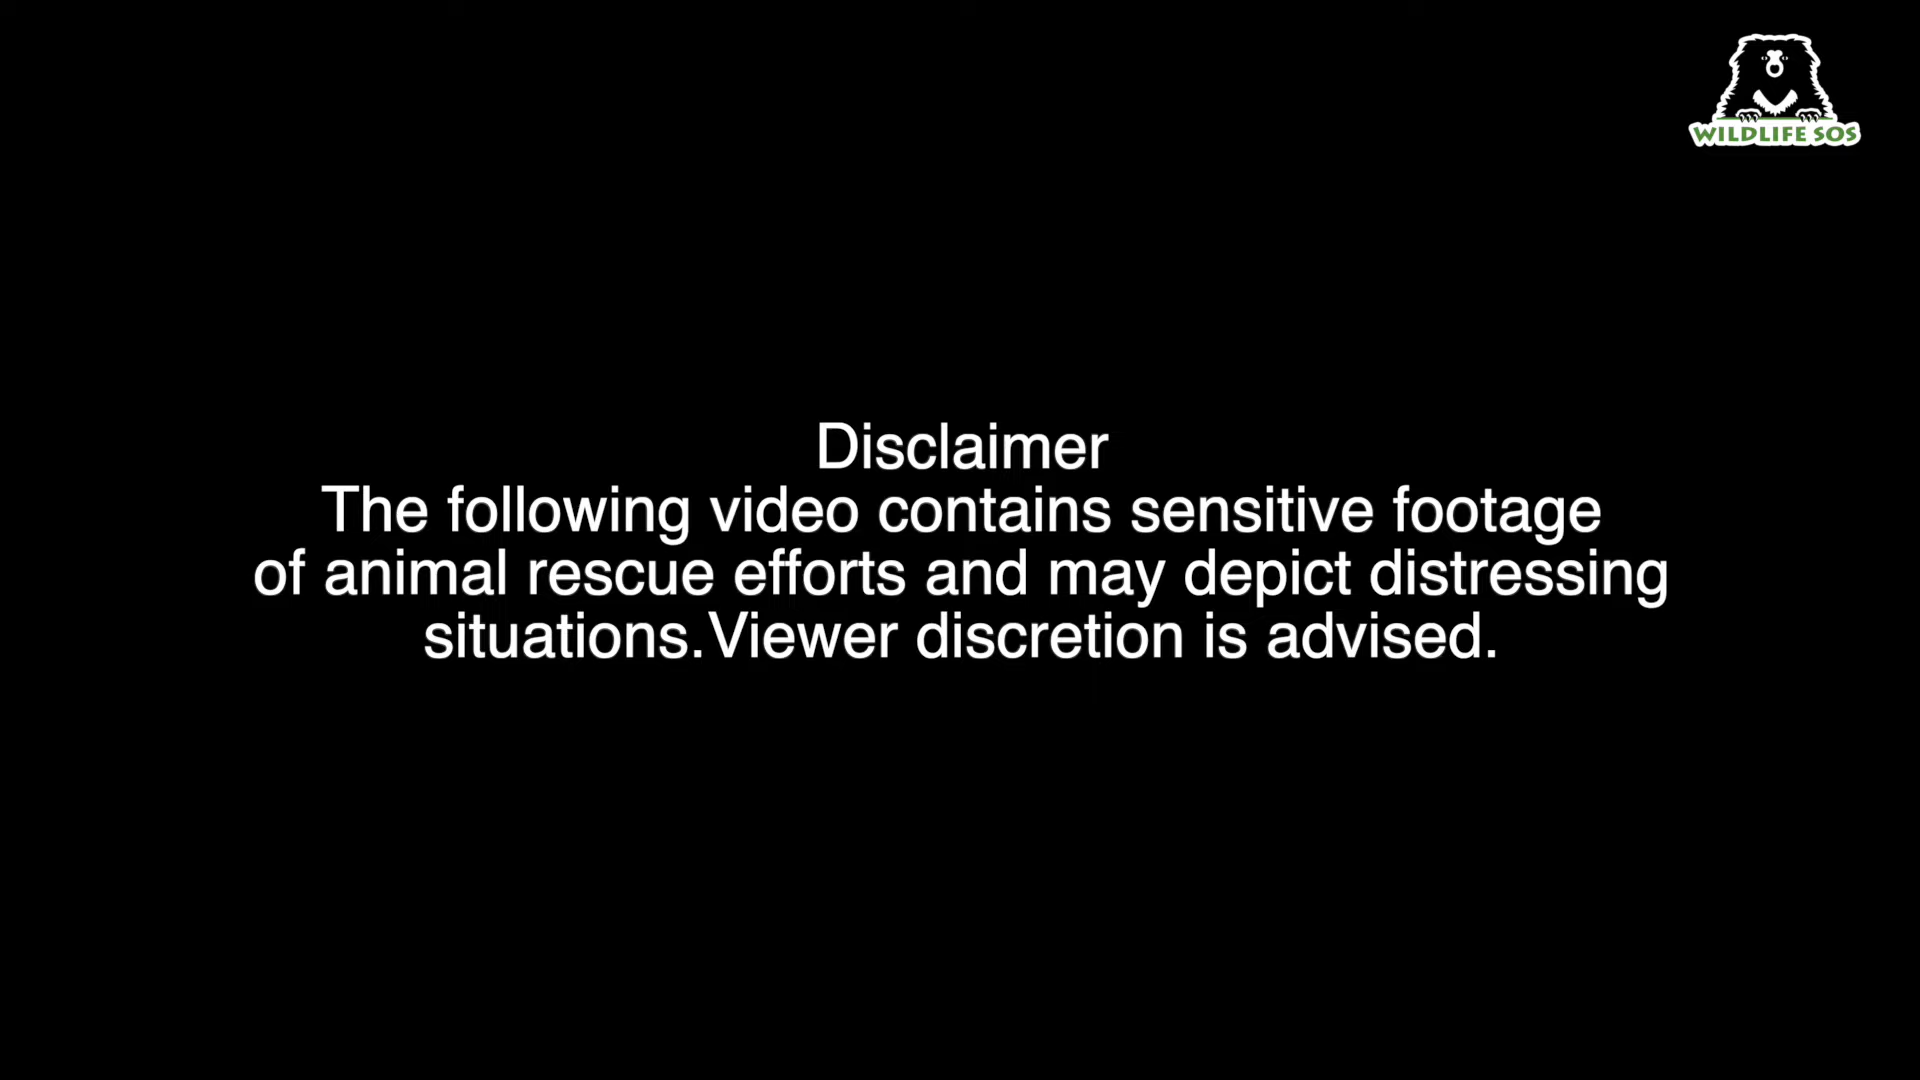 WILDLIFE SOS
Disclaimer
The following video contains sensitive footage
of animal rescue efforts and may depict distressing
situations.Viewer discretion is advised.